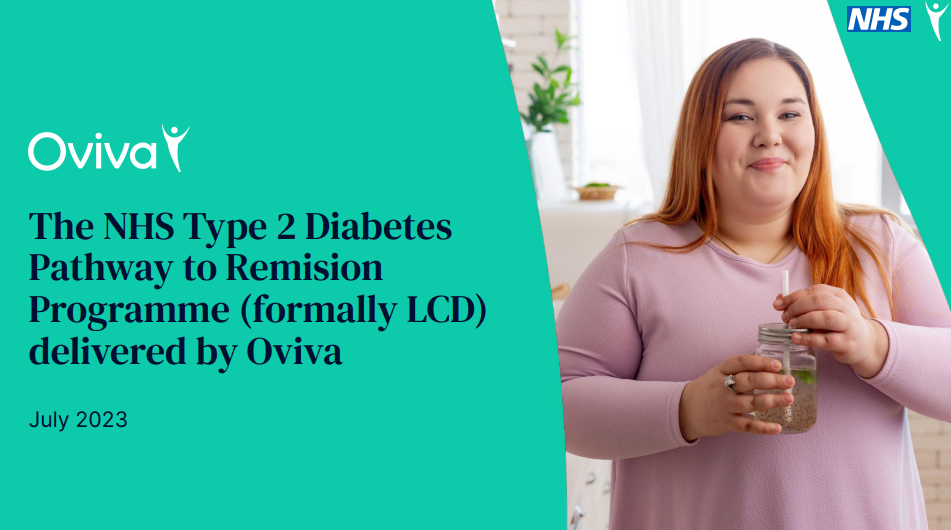 NHS
Oviva
The NHS Type 2 Diabetes
Pathway to Remision
Programme (formally LCD)
delivered by Oviva
July 2023